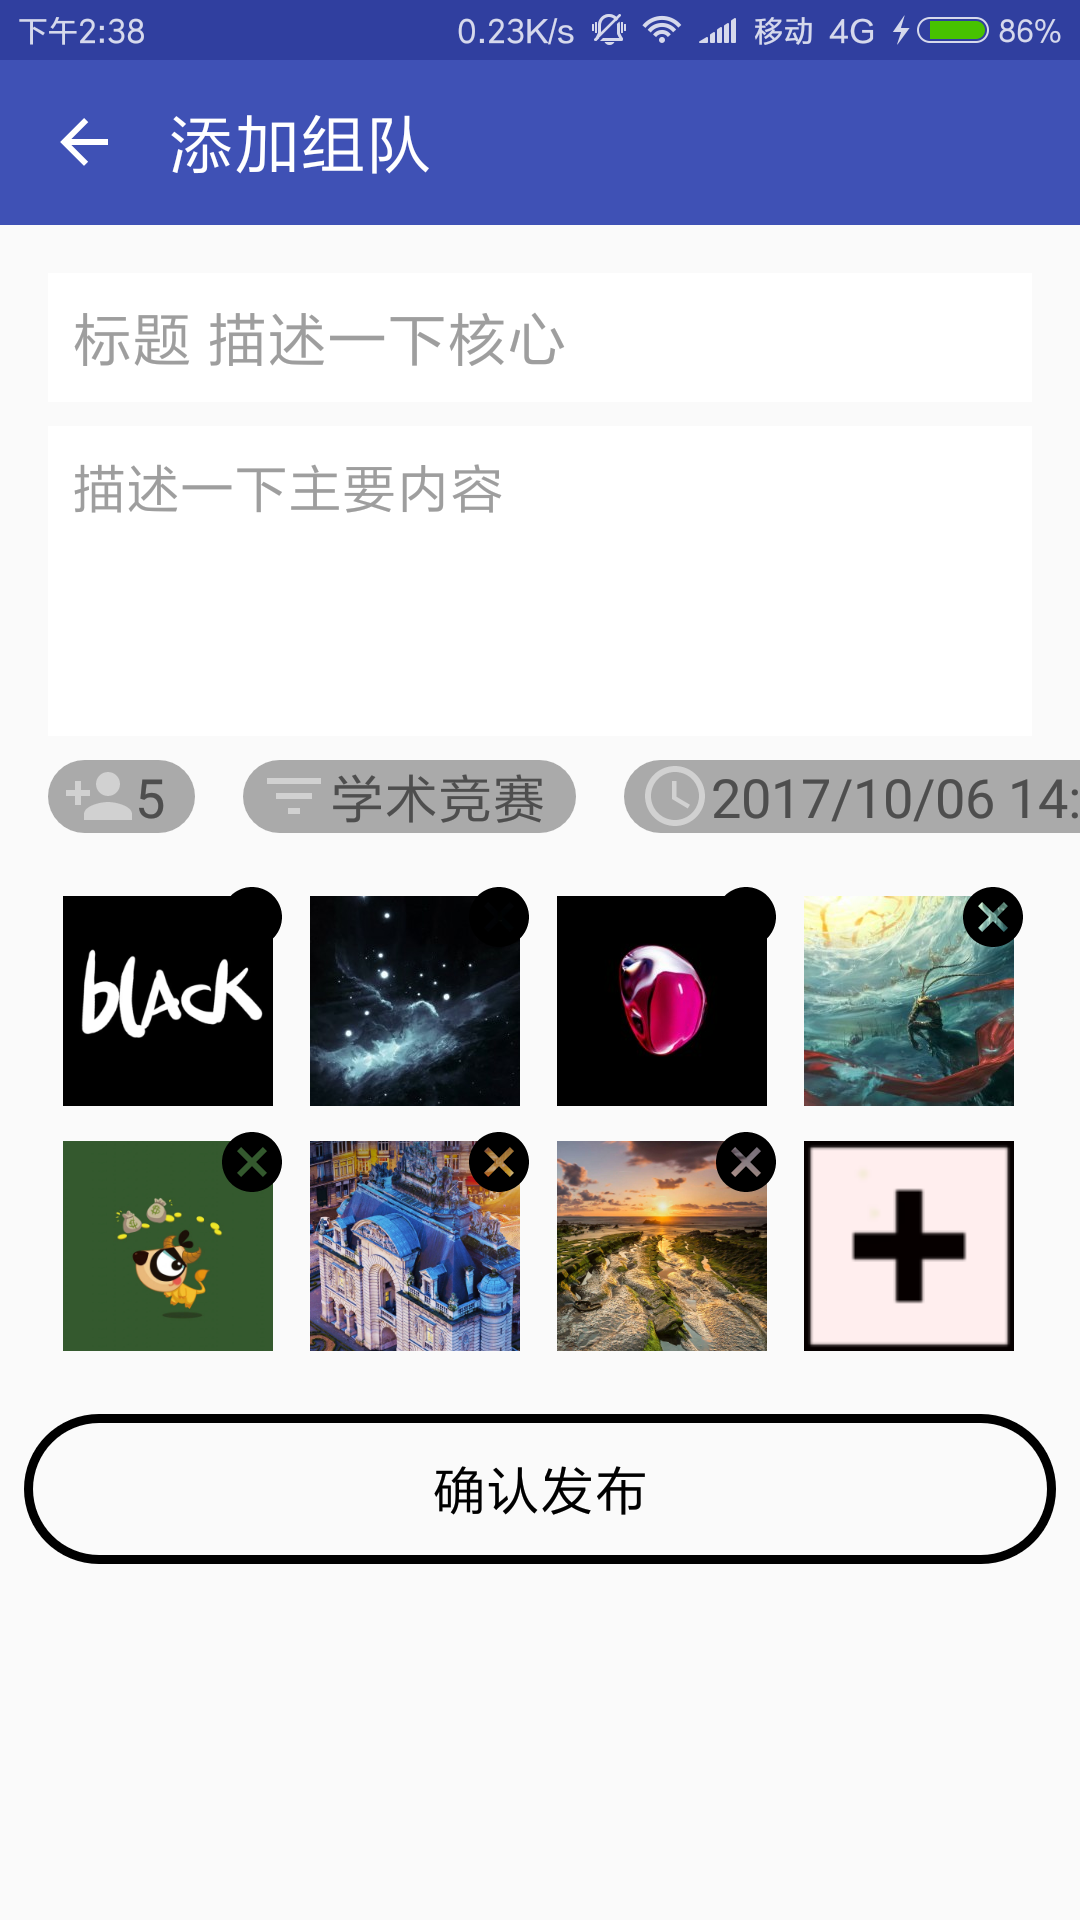 下午2:38 0.23K/s 移动 4G 86%
添加组队
标题 描述一下核心
描述一下主要内容
5 学术竞赛 2017/10/06 14:
black
确认发布